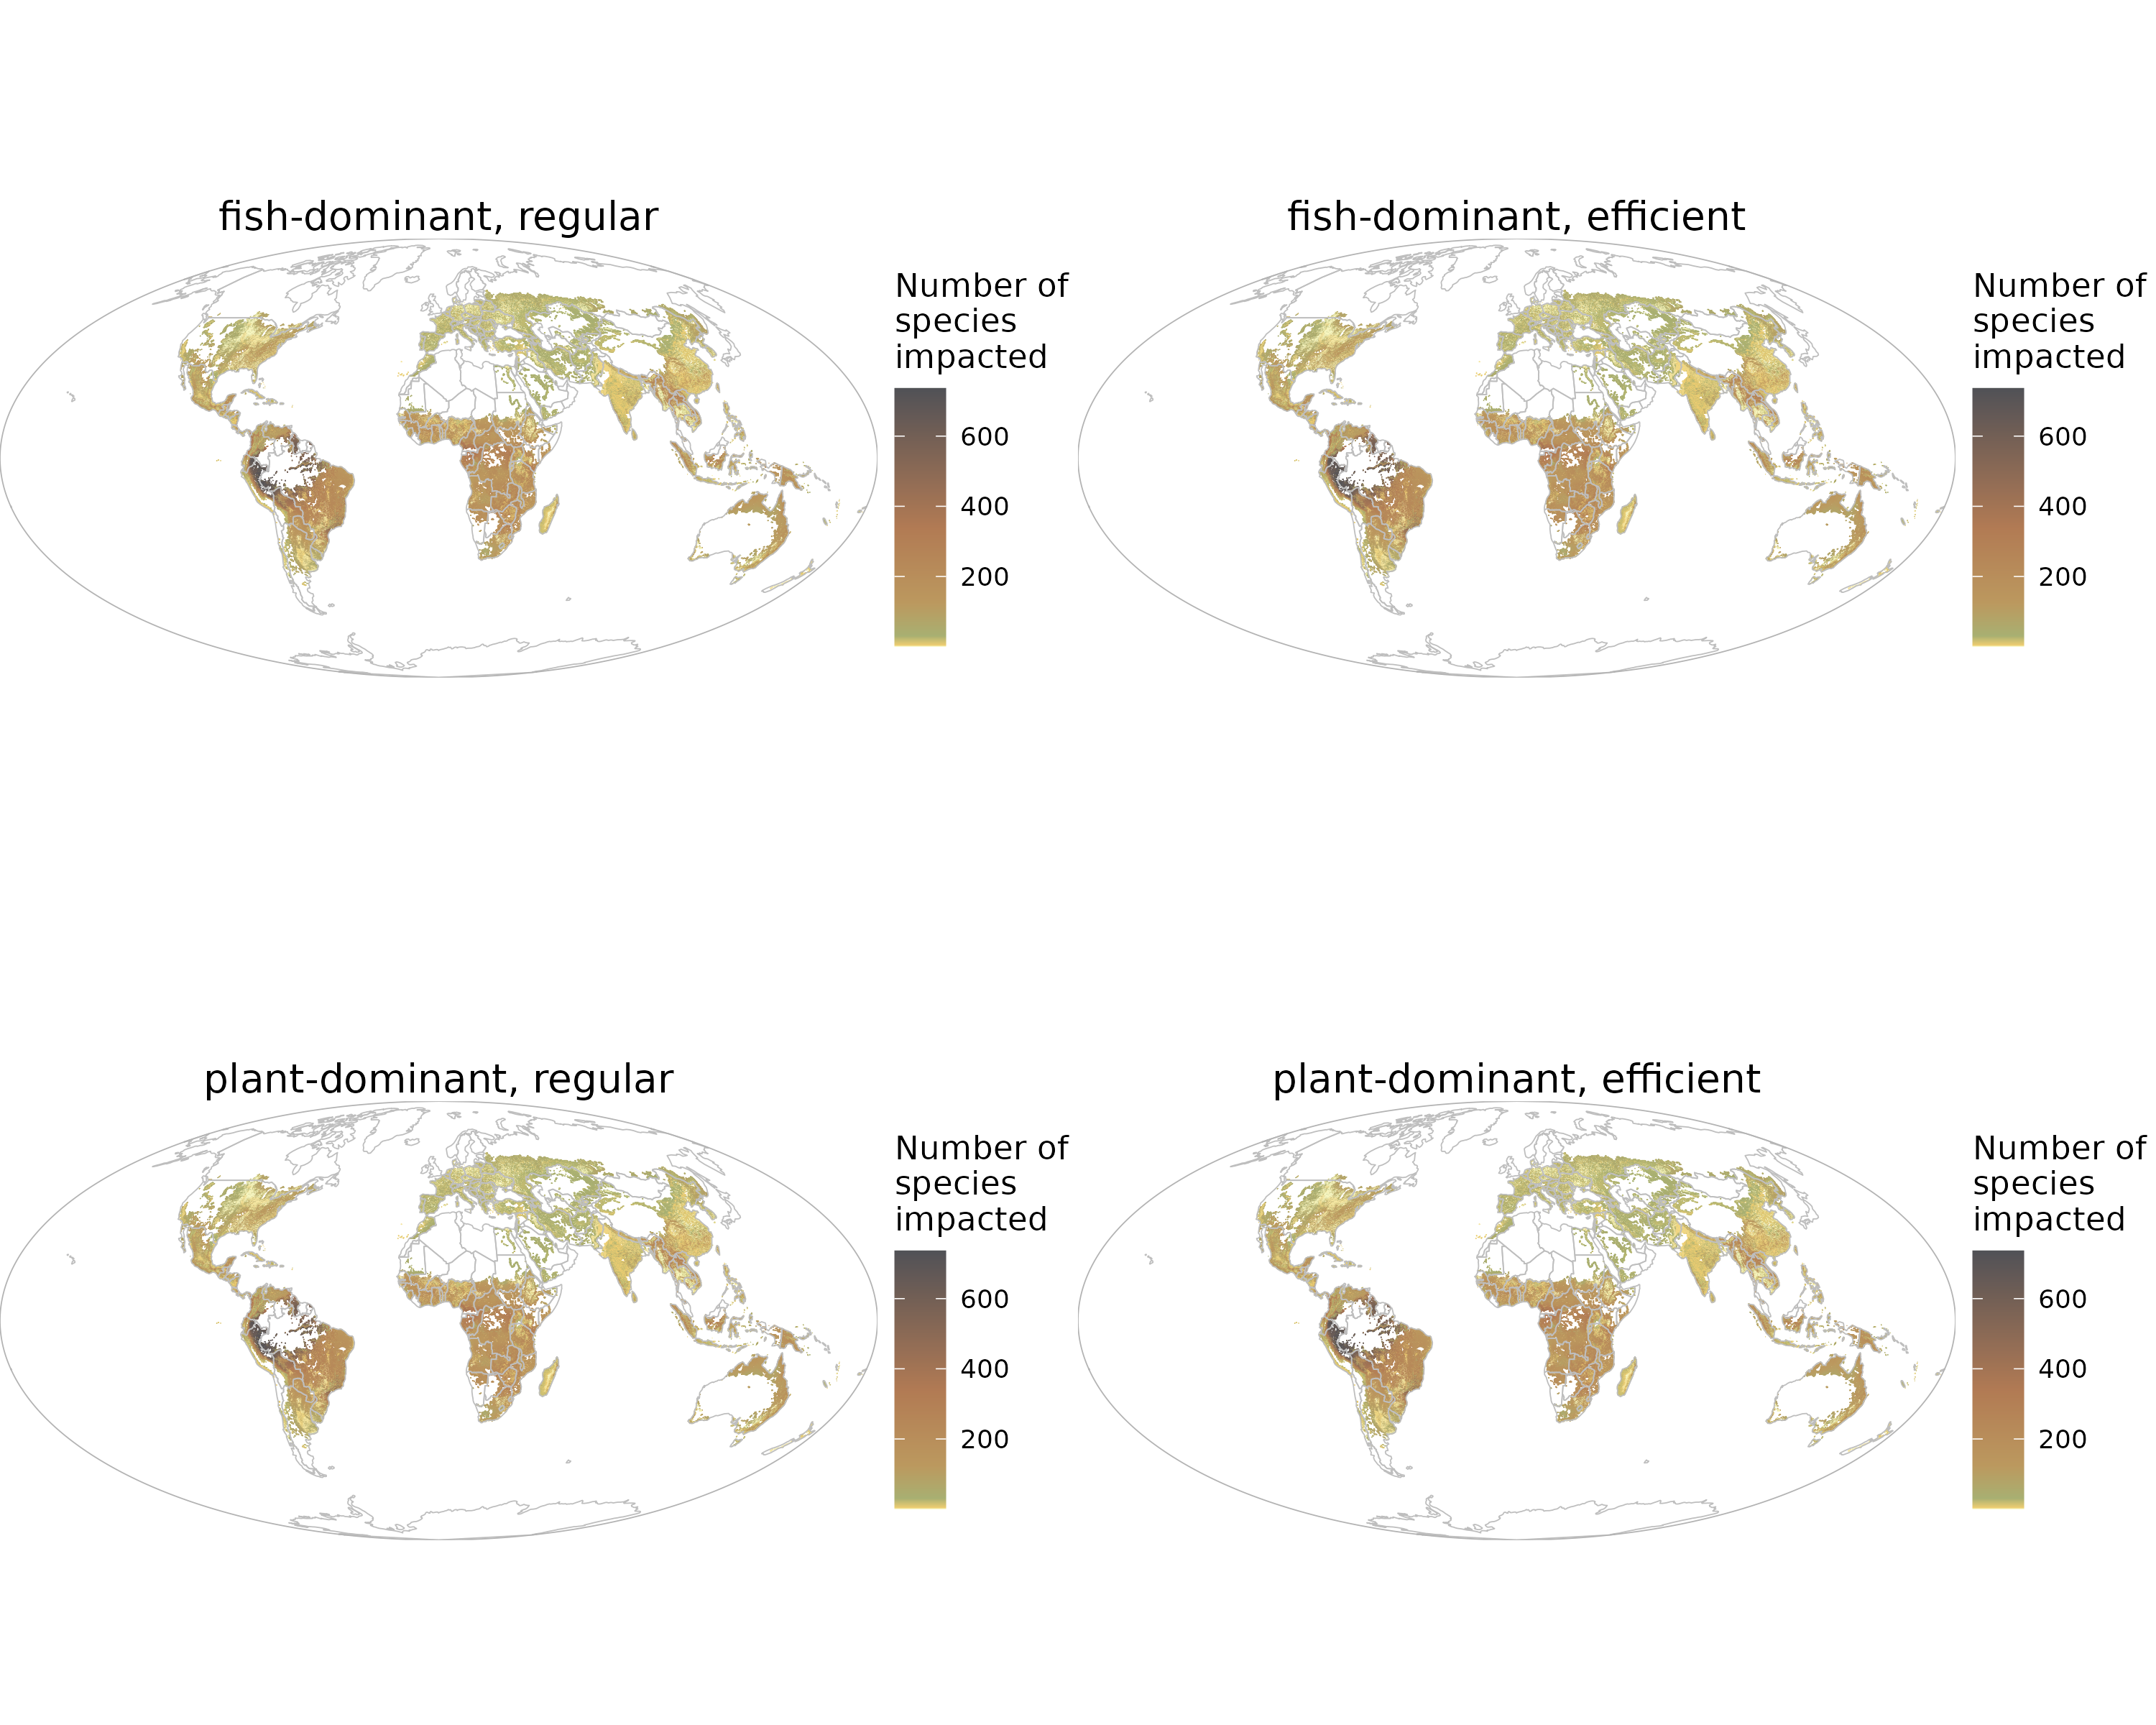 fish-dominant, regular
Number of
species
impacted
600
400
200
fish-dominant, efficient
Number of
species
impacted
600
400
200
plant-dominant, regular
Number of
species
impacted
600
400
200
plant-dominant, efficient
Number of
species
impacted
600
400
200